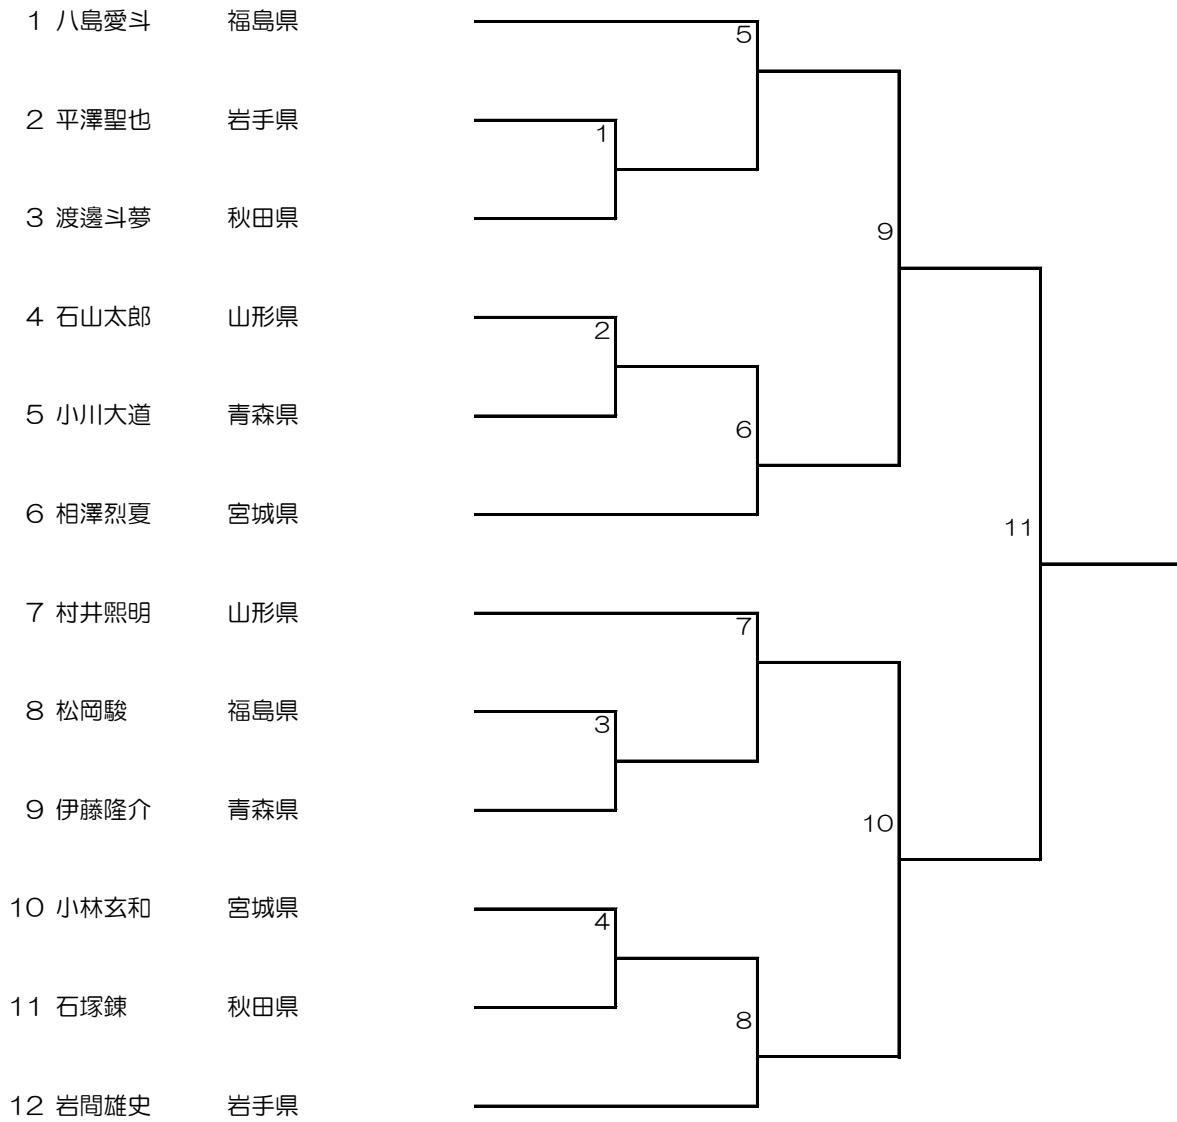 1 八島愛斗 福島県
5
2 平澤聖也 岩手県
1
3 渡邊斗夢 秋田県
9
4 石山太郎 山形県
2
5 小川大道 青森県
6
6 相澤烈夏 宮城県
11
7 村井煕明 山形県
7
8 松岡駿 福島県
3
9 伊藤隆介 青森県
10
10 小林玄和 宮城県
4
11 石塚錬 秋田県
8
12 岩間雄史 岩手県